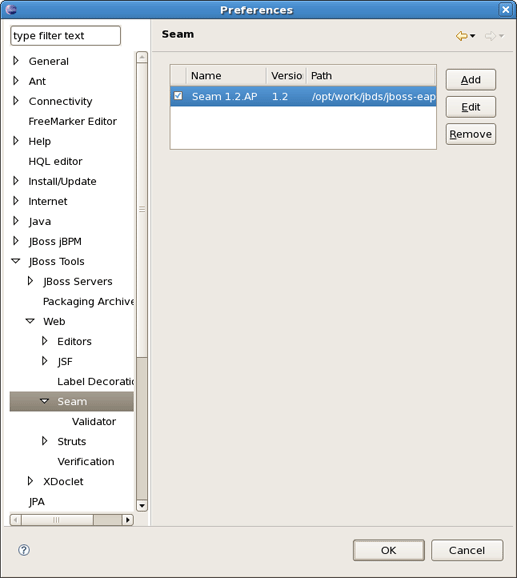 Preferences
type filter text
General
Ant
Connectivity
FreeMarker Editor
Help
HQL editor
Install/Update
Internet
Java
JBoss jBPM
JBoss Tools
JBoss Servers
Packaging Archive
Web
Editors
JSF
Label Decoratio
Seam
Validator
Struts
Verification
XDoclet
JPA
Seam
Name Versio Path
Seam 1.2.AP 1.2 /opt/work/jbds/jboss-eap
Add
Edit
Remove
?
OK Cancel